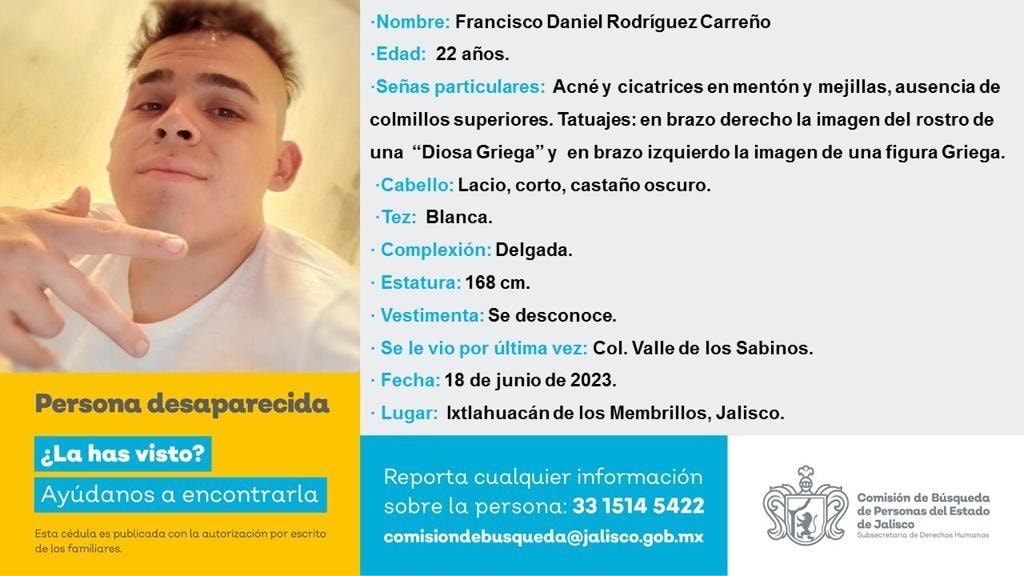 ·Nombre: Francisco Daniel Rodríguez Carreño
·Edad: 22 años.
·Señas particulares: Acné y cicatrices en mentón y mejillas, ausencia de
colmillos superiores. Tatuajes: en brazo derecho la imagen del rostro de
una “Diosa Griega” y en brazo izquierdo la imagen de una figura Griega.
·Cabello: Lacio, corto, castaño oscuro.
·Tez: Blanca.
· Complexión: Delgada.
· Estatura: 168 cm.
· Vestimenta: Se desconoce.
· Se le vio por última vez: Col. Valle de los Sabinos.
· Fecha: 18 de junio de 2023.
· Lugar: Ixtlahuacán de los Membrillos, Jalisco.
Persona desaparecida
¿La has visto?
Ayúdanos a encontrarla
Esta cédula es publicada con la autorización por escrito
de los familiares.
Reporta cualquier información
sobre la persona: 33 1514 5422
comisiondebusqueda@jalisco.gob.mx
Comisión de Búsqueda
de Personas del Estado
de Jalisco
Subsecretaría de Derechos Humanos